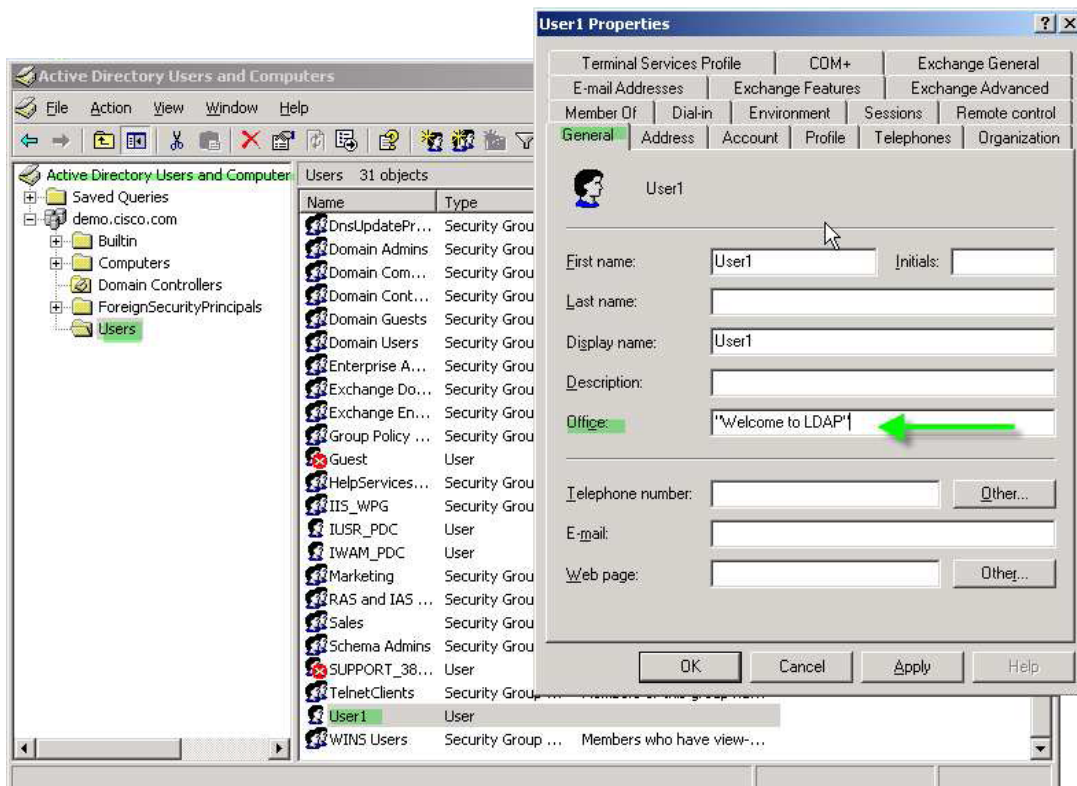 Active Directory Users and Computers
File Action View Window Help
Active Directory Users and Computer
Saved Queries
demo.cisco.com
Builtin
Computers
Domain Controllers
ForeignSecurityPrincipals
Users
Users 31 objects
Name Type
DnsUpdatePr... Security Grou
Domain Admins Security Grou
Domain Com... Security Grou
Domain Cont... Security Grou
Domain Guests Security Grou
Domain Users Security Grou
Enterprise A... Security Grou
Exchange Do... Security Grou
Exchange En... Security Grou
Group Policy ... Security Grou
Guest User
HelpServices... Security Grou
IIS_WPG Security Grou
IUSR_PDC User
IWAM_PDC User
Marketing Security Grou
RAS and IAS ... Security Grou
Sales Security Grou
Schema Admins Security Grou
SUPPORT_38... User
TelnetClients Security Group ...
User1 User
WINS Users Security Group ... Members who have view-...
User1 Properties
Terminal Services Profile COM+ Exchange General
E-mail Addresses Exchange Features Exchange Advanced
Member Of Dial-in Environment Sessions Remote control
General Address Account Profile Telephones Organization
User1
First name: User1 Initials:
Last name:
Display name: User1
Description:
Office: "Welcome to LDAP"
Telephone number: Other...
E-mail:
Web page: Other...
OK Cancel Apply Help